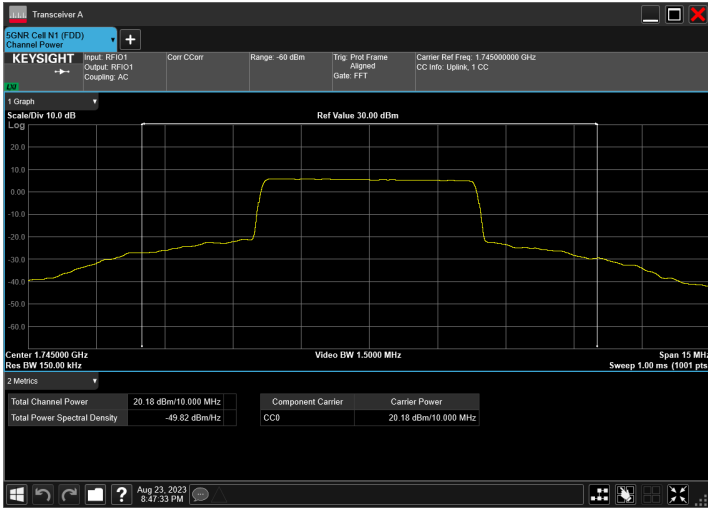 Transceiver A
5GNR Cell N1 (FDD)
Channel Power
KEYSIGHT
Input: RFIO1
Output: RFIO1
Coupling: AC
Corr CCorr
Range: -60 dBm
Trig: Prot Frame
Aligned
Gate: FFT
Carrier Ref Freq: 1.745000000 GHz
CC Info: Uplink, 1 CC
LXI
1 Graph
Scale/Div 10.0 dB
Ref Value 30.00 dBm
Log
20.0
10.0
0.00
-10.0
-20.0
-30.0
-40.0
-50.0
-60.0
Center 1.745000 GHz
Video BW 1.5000 MHz
Span 15 MHz
Res BW 150.00 kHz
Sweep 1.00 ms (1001 pts
2 Metrics
Total Channel Power 20.18 dBm/10.000 MHz
Total Power Spectral Density -49.82 dBm/Hz
Component Carrier Carrier Power
CC0 20.18 dBm/10.000 MHz
Aug 23, 2023
8:47:33 PM